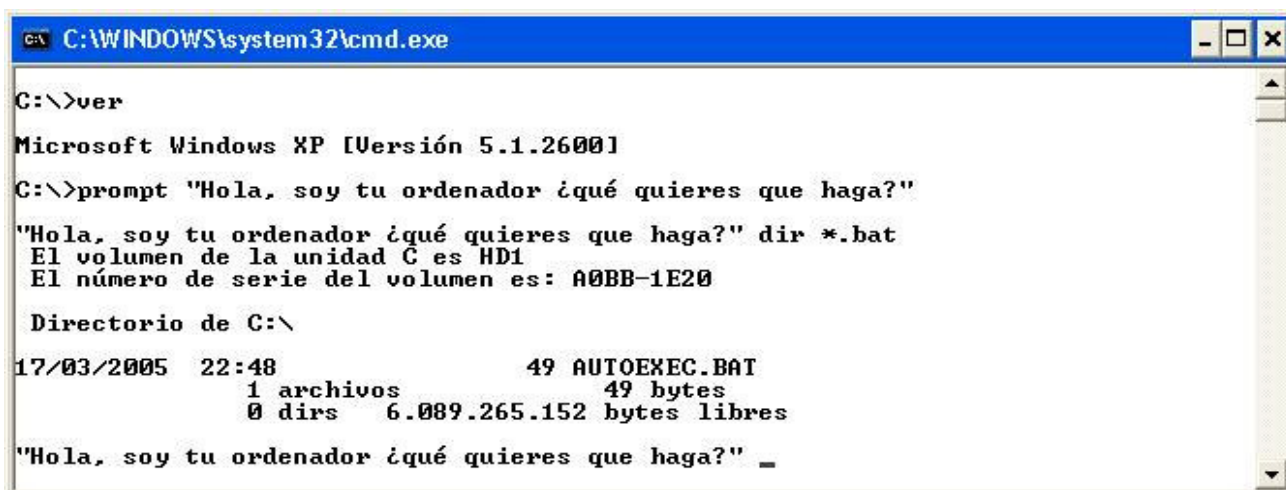 C:\WINDOWS\system32\cmd.exe
C:\>ver
Microsoft Windows XP [Versión 5.1.2600]
C:\>prompt "Hola, soy tu ordenador ¿qué quieres que haga?"
"Hola, soy tu ordenador ¿qué quieres que haga?" dir *.bat
El volumen de la unidad C es HD1
El número de serie del volumen es: A0BB-1E20
Directorio de C:\
17/03/2005  22:48                49 AUTOEXEC.BAT
1 archivos             49 bytes
0 dirs   6.089.265.152 bytes libres
"Hola, soy tu ordenador ¿qué quieres que haga?" _